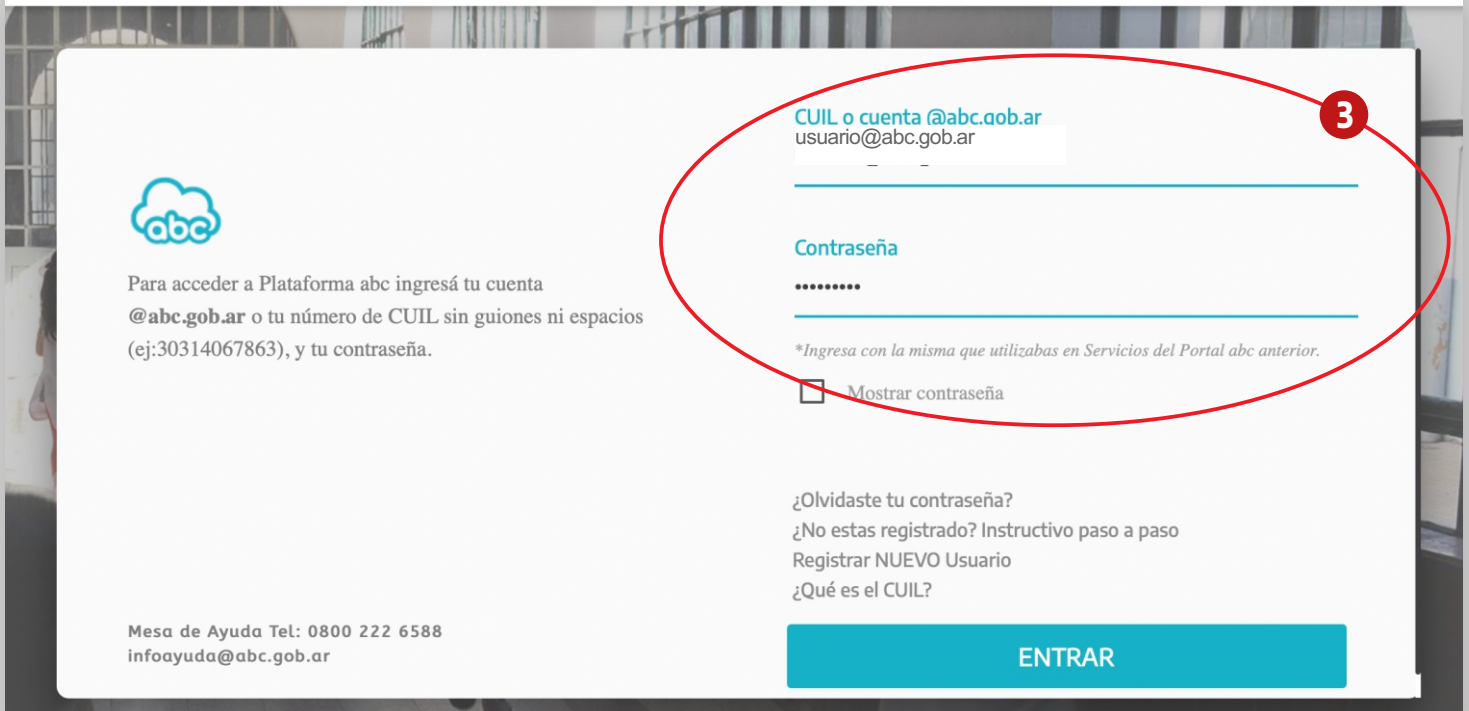 abc
Para acceder a Plataforma abc ingresá tu cuenta
@abc.gob.ar o tu número de CUIL sin guiones ni espacios
(ej:30314067863), y tu contraseña.
Mesa de Ayuda Tel: 0800 222 6588
infoayuda@abc.gob.ar
3
CUIL o cuenta @abc.gob.ar
usuario@abc.gob.ar
Contraseña
•••••••••
*Ingresa con la misma que utilizabas en Servicios del Portal abc anterior.
Mostrar contraseña
¿Olvidaste tu contraseña?
¿No estas registrado? Instructivo paso a paso
Registrar NUEVO Usuario
¿Qué es el CUIL?
ENTRAR